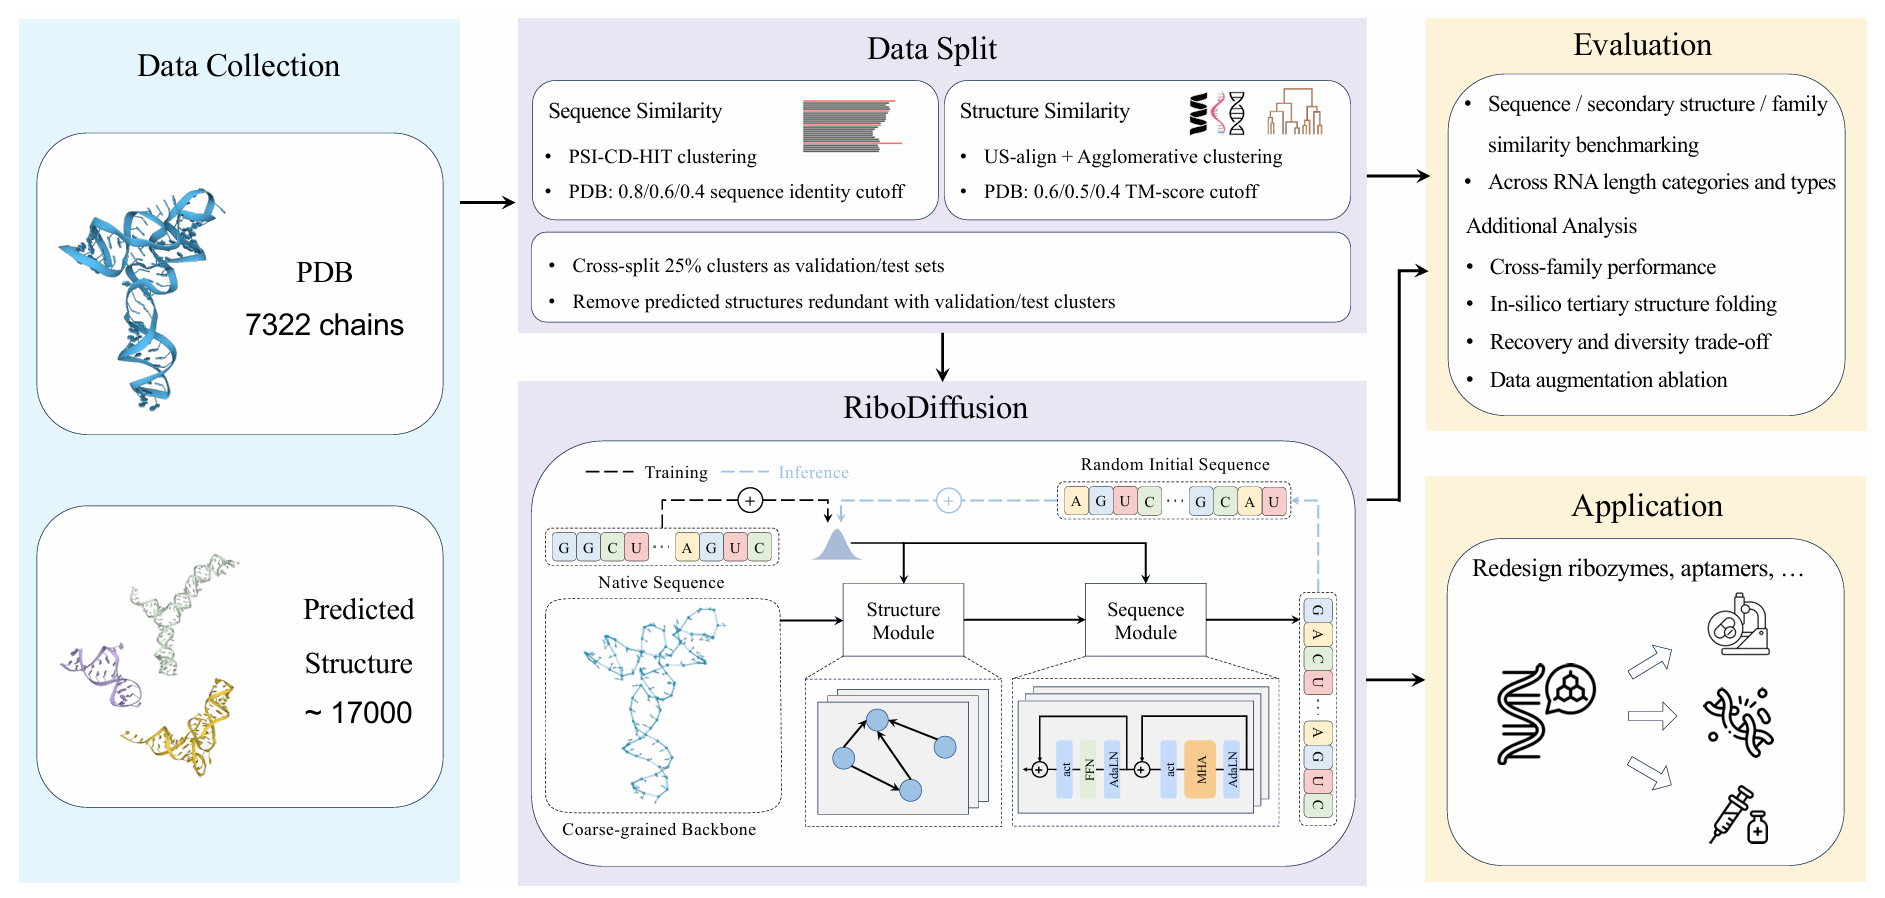 Data Collection
PDB
7322 chains
Predicted
Structure
~ 17000
Data Split
Sequence Similarity
• PSI-CD-HIT clustering
• PDB: 0.8/0.6/0.4 sequence identity cutoff
Structure Similarity
• US-align + Agglomerative clustering
• PDB: 0.6/0.5/0.4 TM-score cutoff
• Cross-split 25% clusters as validation/test sets
• Remove predicted structures redundant with validation/test clusters
RiboDiffusion
Training
Inference
Random Initial Sequence
A G U C ··· G C A U
G G C U ··· A G U C
Native Sequence
Structure
Module
Sequence
Module
G A C U ··· A G U C
act
FFN
AdaLN
act
MHA
AdaLN
Coarse-grained Backbone
Evaluation
• Sequence / secondary structure / family
similarity benchmarking
• Across RNA length categories and types
Additional Analysis
• Cross-family performance
• In-silico tertiary structure folding
• Recovery and diversity trade-off
• Data augmentation ablation
Application
Redesign ribozymes, aptamers, …